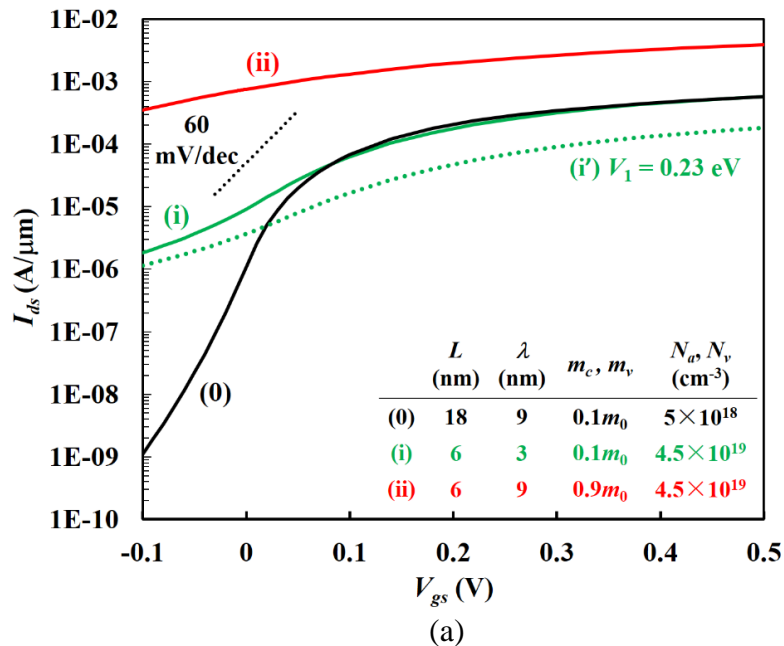 1E-02
1E-03
1E-04
1E-05
1E-06
1E-07
1E-08
1E-09
1E-10
I_ds (A/μm)
(ii)
60
mV/dec
(i)
(i′) V_1 = 0.23 eV
(0)
L (nm) λ (nm) m_c , m_v N_a, N_v (cm^-3)
(0) 18 9 0.1m_0 5×10^18
(i) 6 3 0.1m_0 4.5×10^19
(ii) 6 9 0.9m_0 4.5×10^19
-0.1 0 0.1 0.2 0.3 0.4 0.5
V_gs (V)
(a)